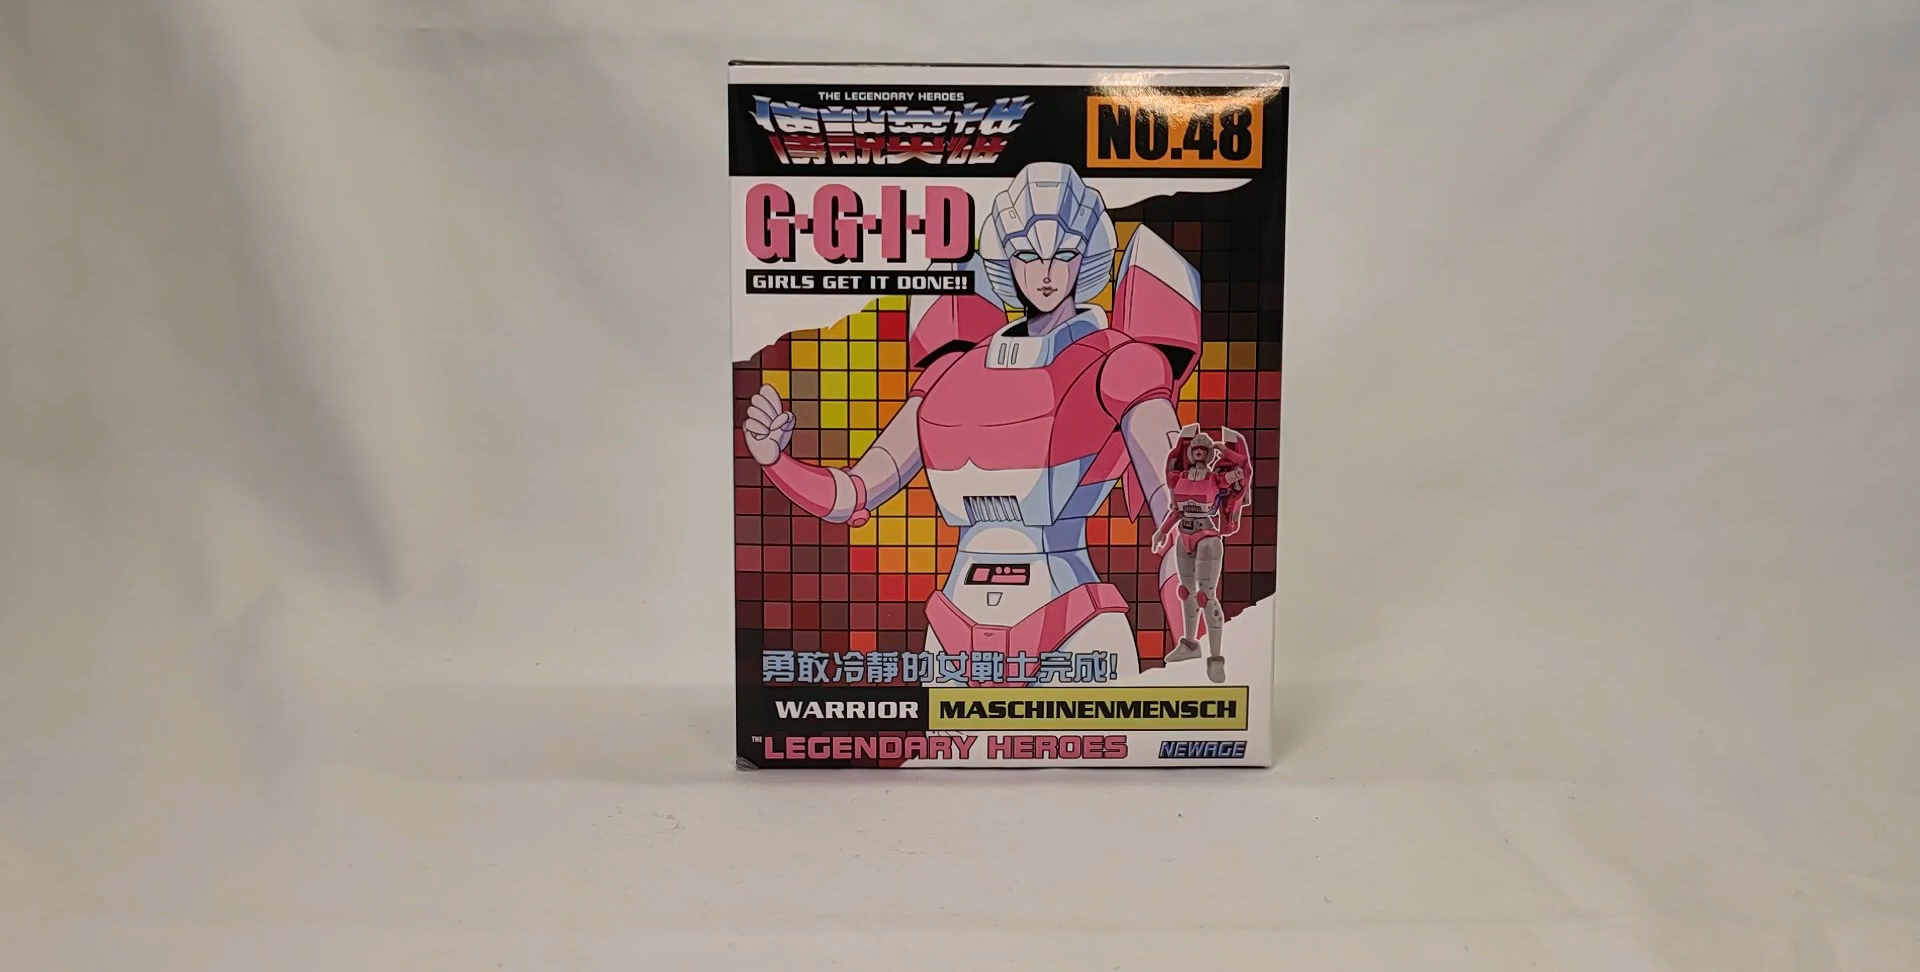 THE LEGENDARY HEROES
傳説英雄
NO.48
G·G·I·D
GIRLS GET IT DONE!!
勇敢冷靜的女戰士完成!
WARRIOR MASCHINENMENSCH
THE LEGENDARY HEROES
NEWAGE